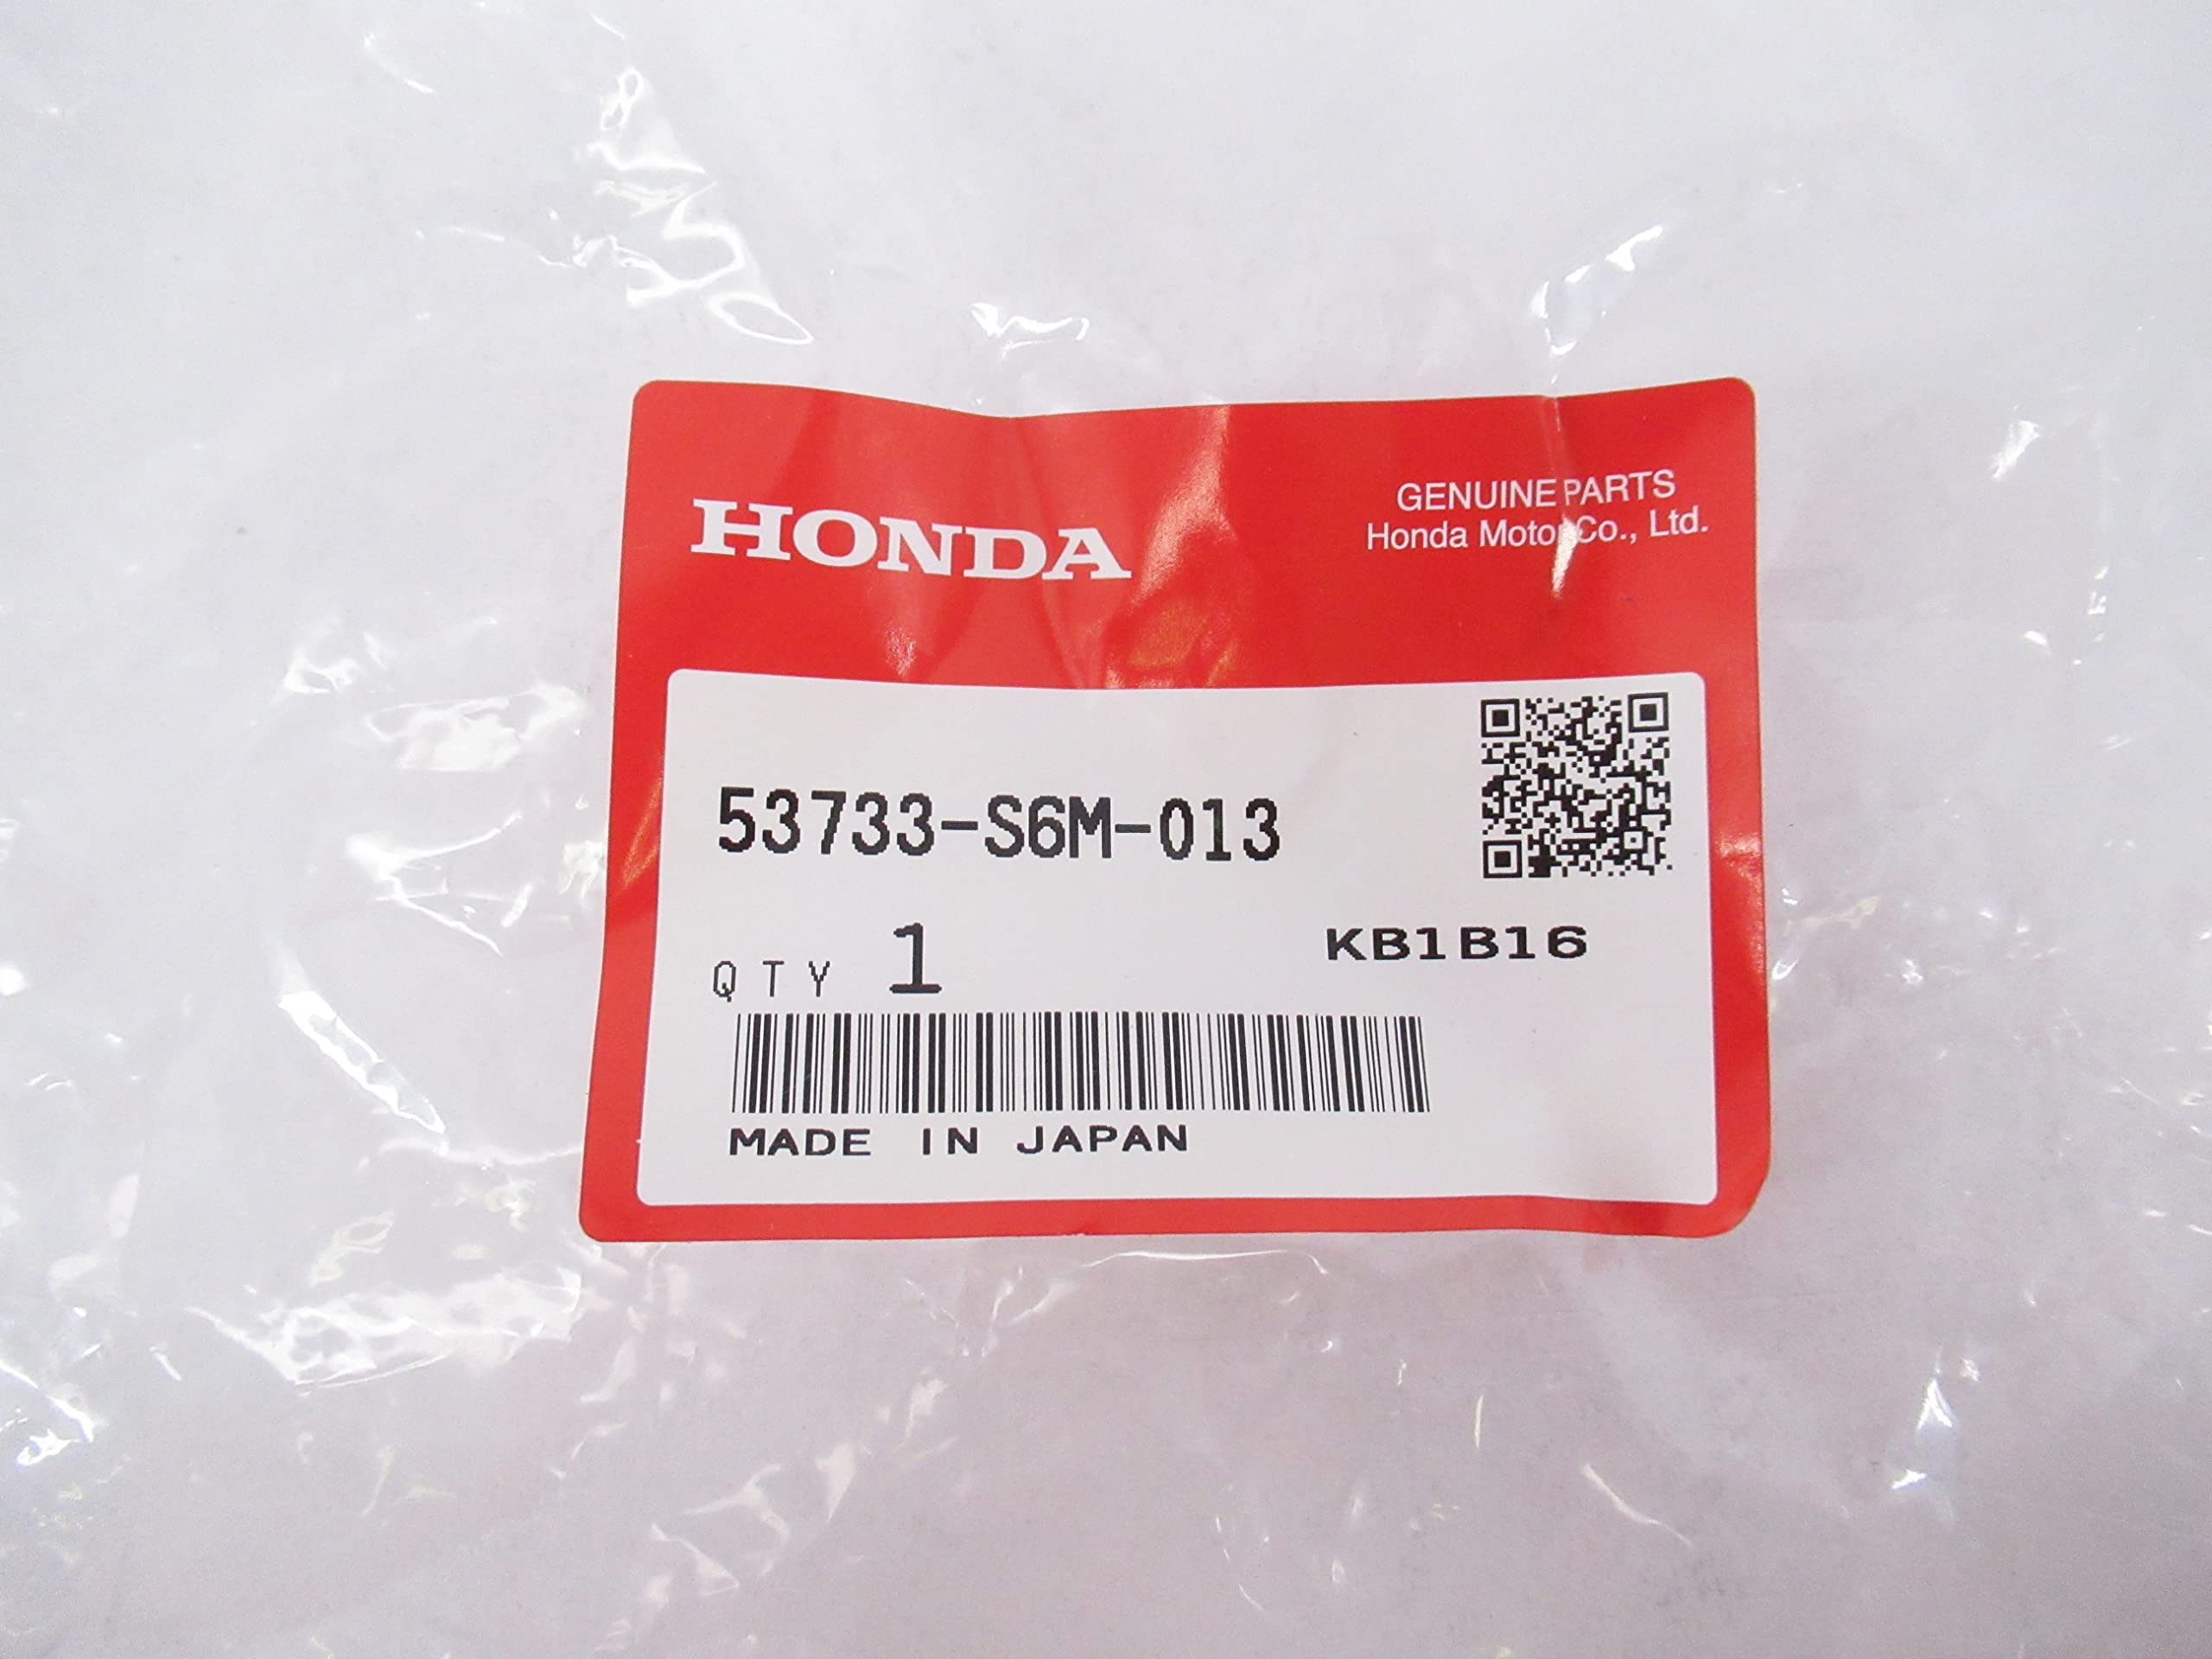 HONDA
GENUINE PARTS
Honda Motor Co., Ltd.
53733-S6M-013
QTY 1
KB1B16
MADE IN JAPAN